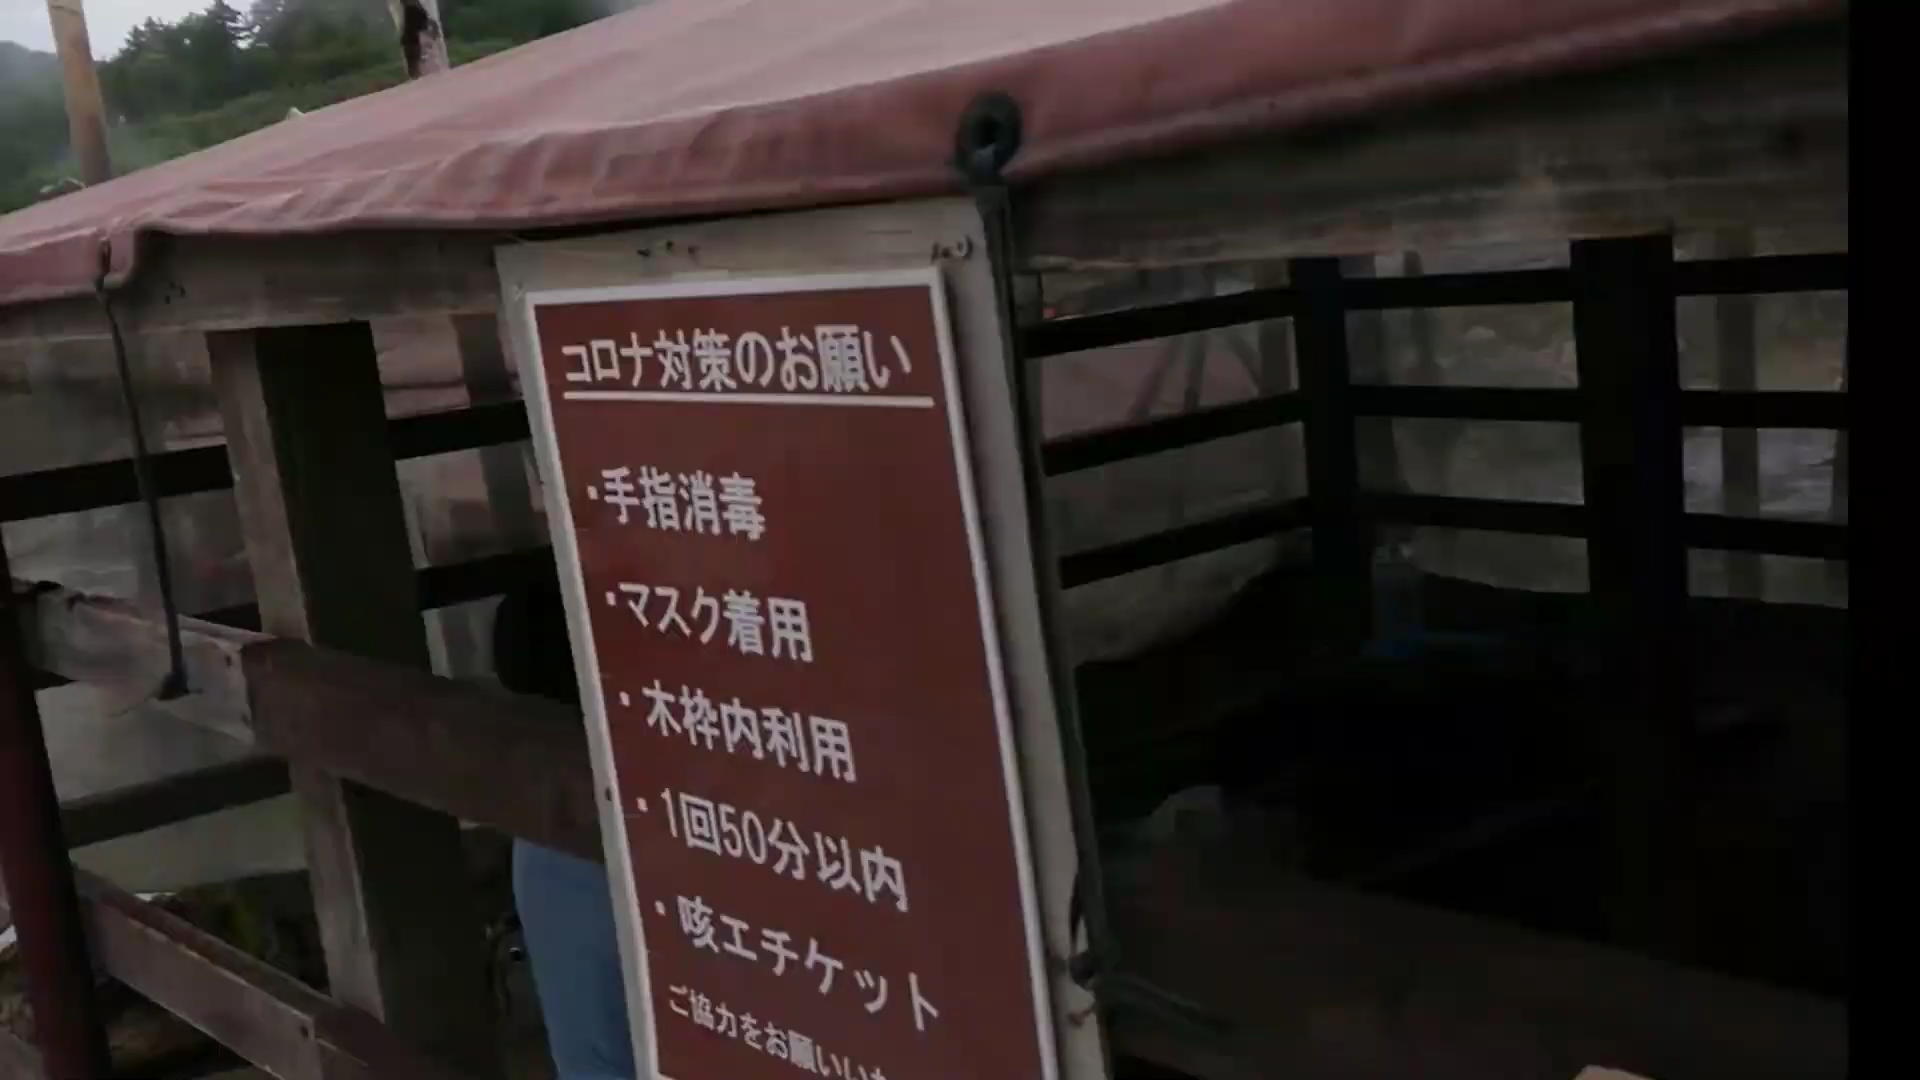 コロナ対策のお願い
・手指消毒
・マスク着用
・木枠内利用
・1回50分以内
・咳エチケット
ご協力をお願いいた